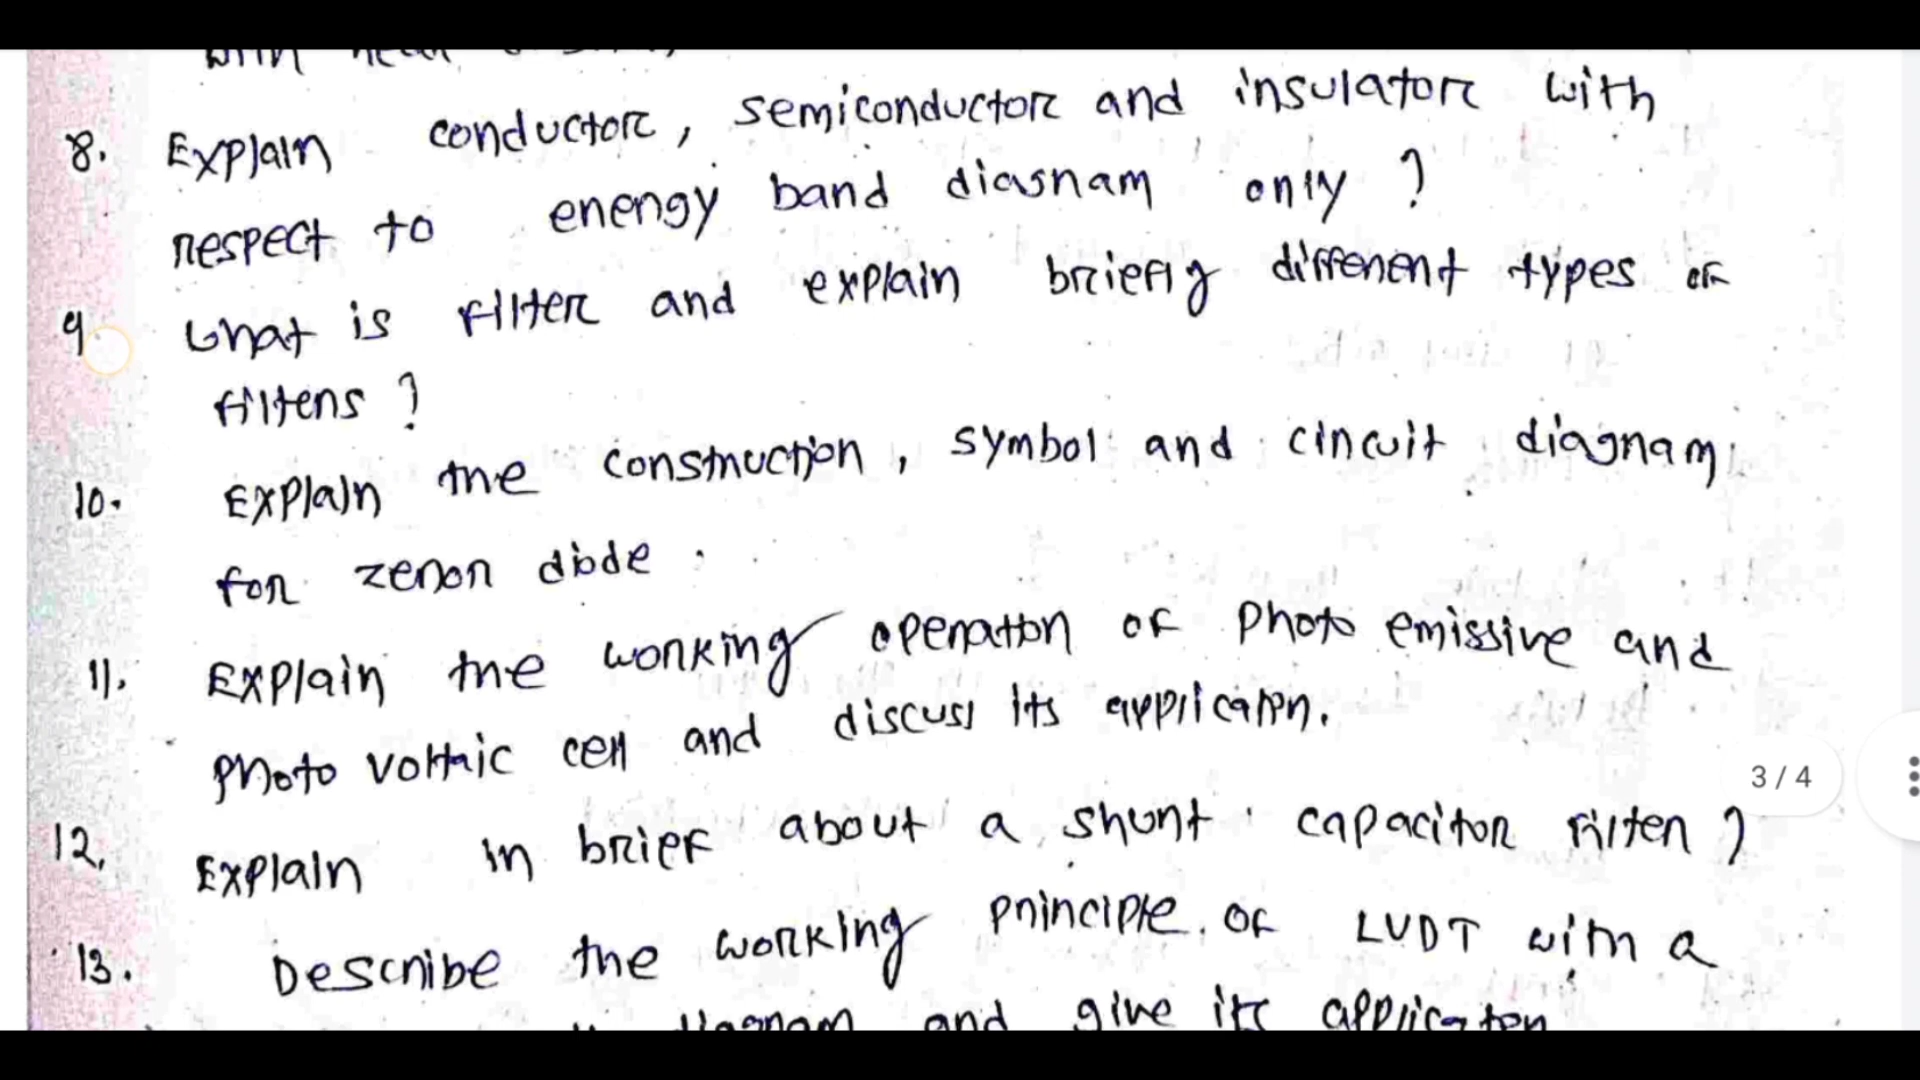 with neat
8. Explain conductor, semiconductor and insulator with
respect to energy band diagram only ?
9. What is filter and explain briefly different types of
filters ?
10. Explain the construction, symbol and circuit diagram
for zenor diode.
11. Explain the working operation of photo emissive and
photo voltaic cell and discuss its application.
3 / 4
12. Explain in brief about a shunt capacitor filter ?
13. Describe the working principle of LVDT with a
diagram and give its application